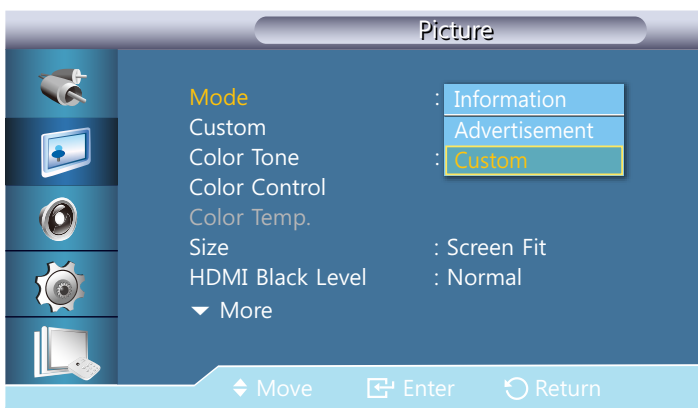 Picture
Mode : Information
Custom Advertisement
Color Tone : Custom
Color Control
Color Temp.
Size : Screen Fit
HDMI Black Level : Normal
More
Move Enter Return